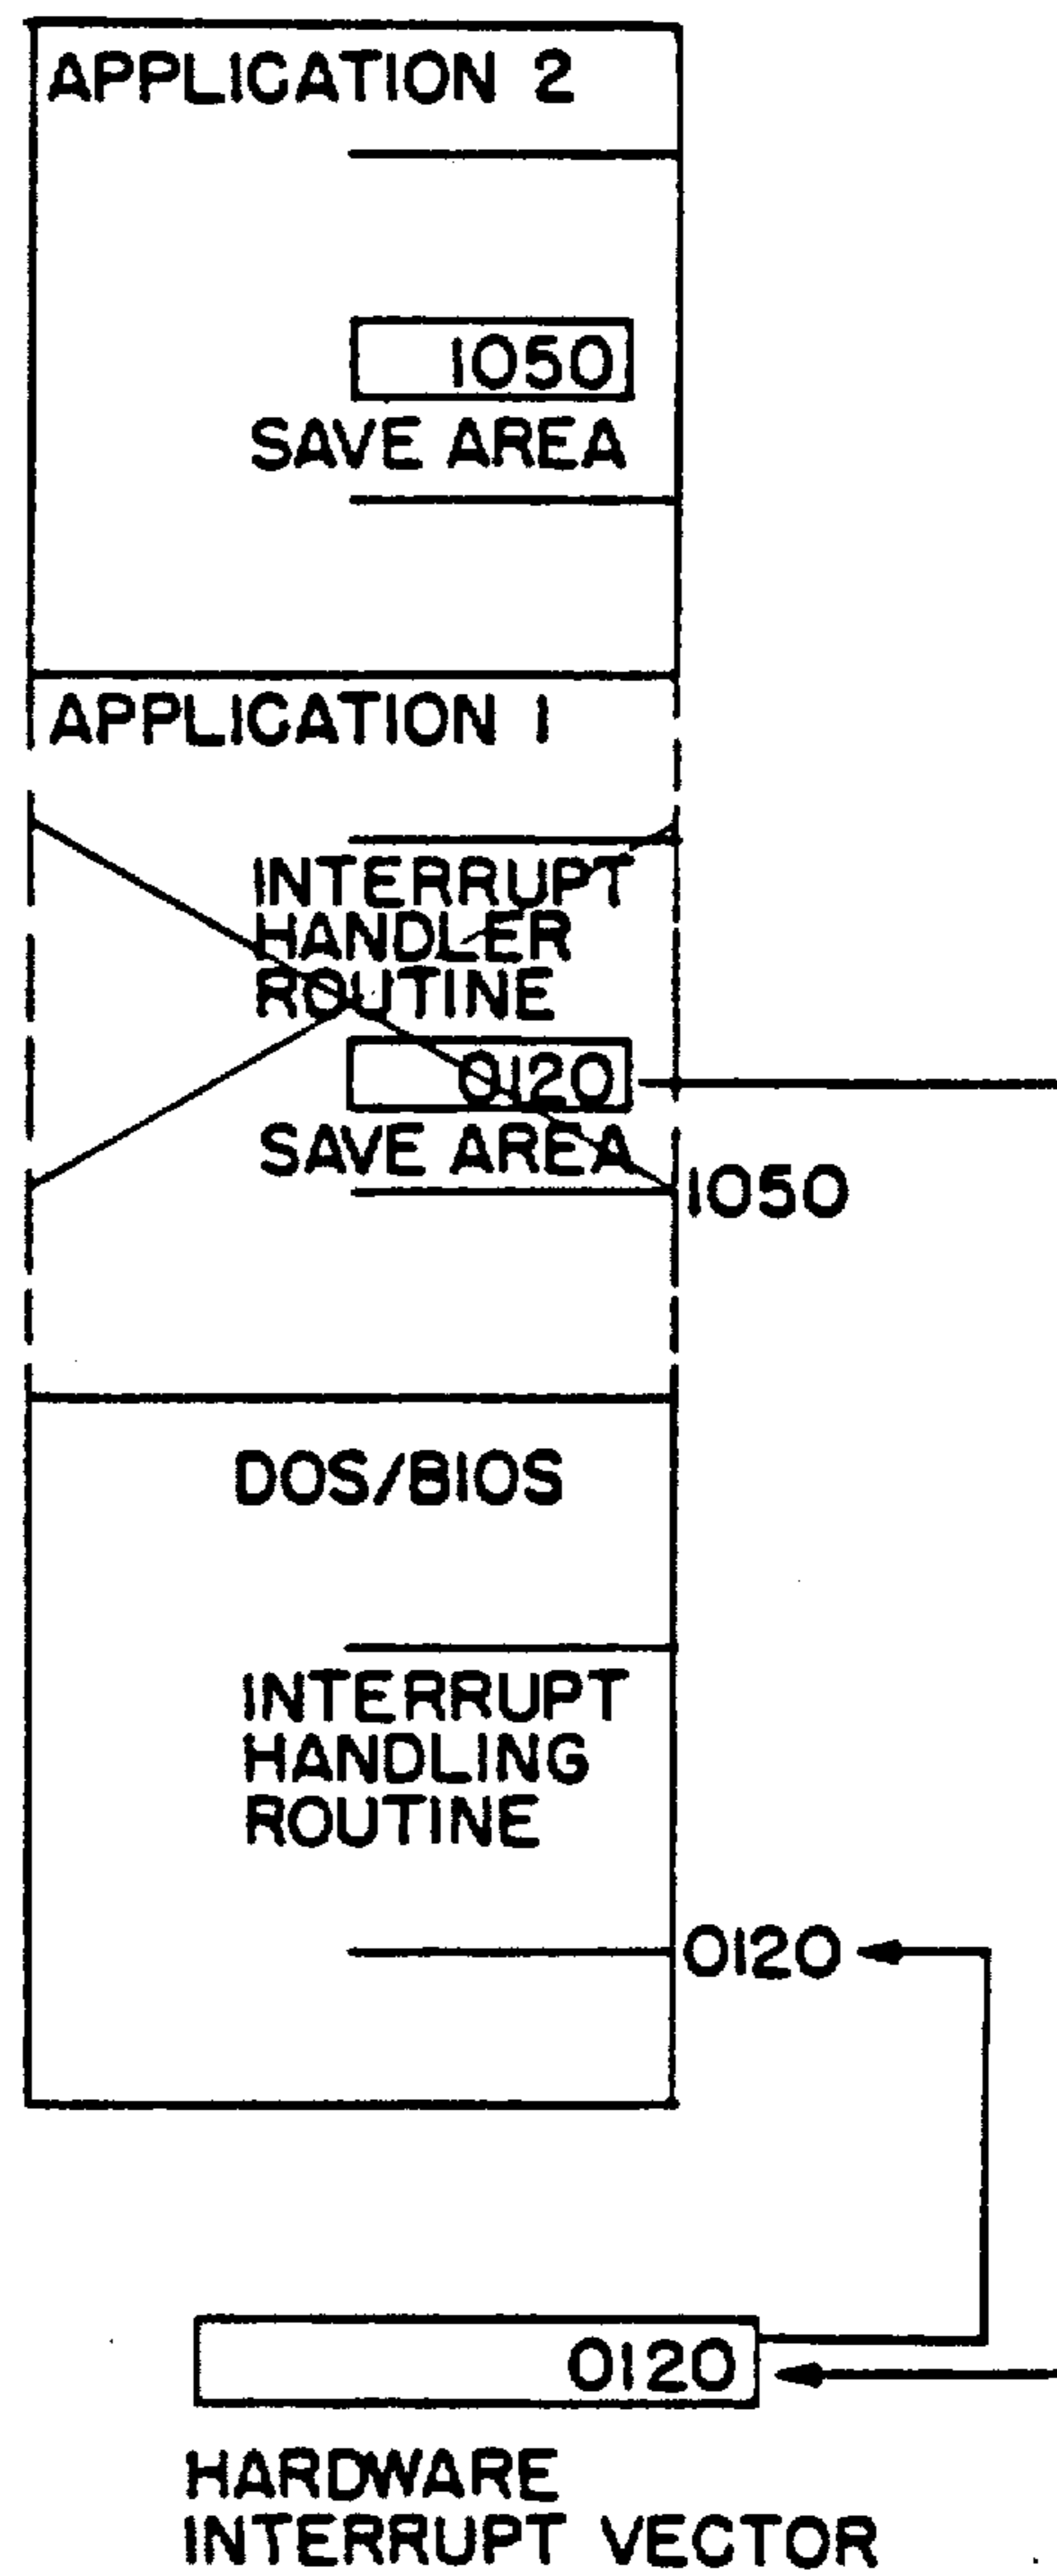 APPLICATION 2
1050
SAVE AREA
APPLICATION 1
INTERRUPT
HANDLER
ROUTINE
0120
SAVE AREA
1050
DOS/BIOS
INTERRUPT
HANDLING
ROUTINE
0120
0120
HARDWARE
INTERRUPT VECTOR